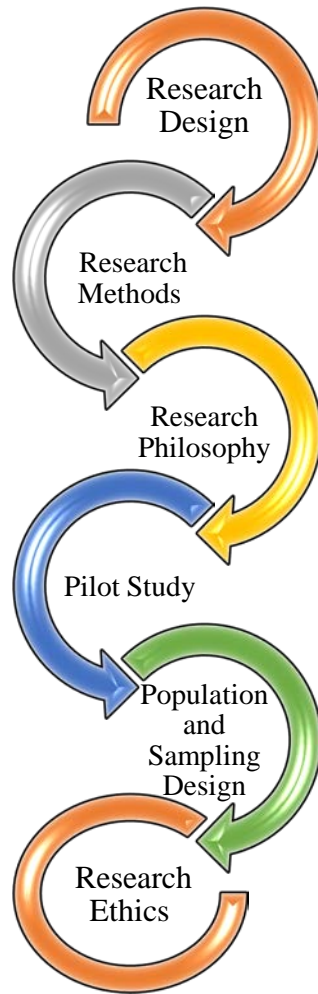 Research
Design
Research
Methods
Research
Philosophy
Pilot Study
Population
and
Sampling
Design
Research
Ethics